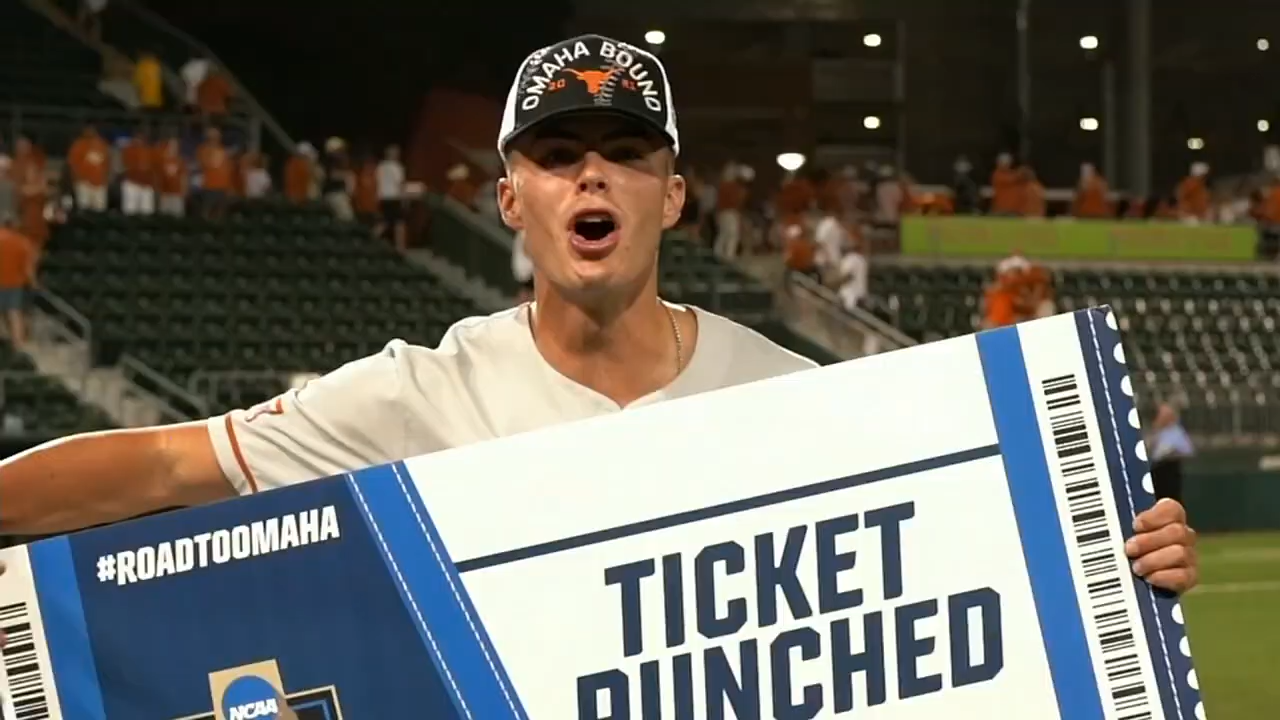 OMAHA BOUND
20 21
#ROADTOOMAHA
TICKET
PUNCHED
NCAA